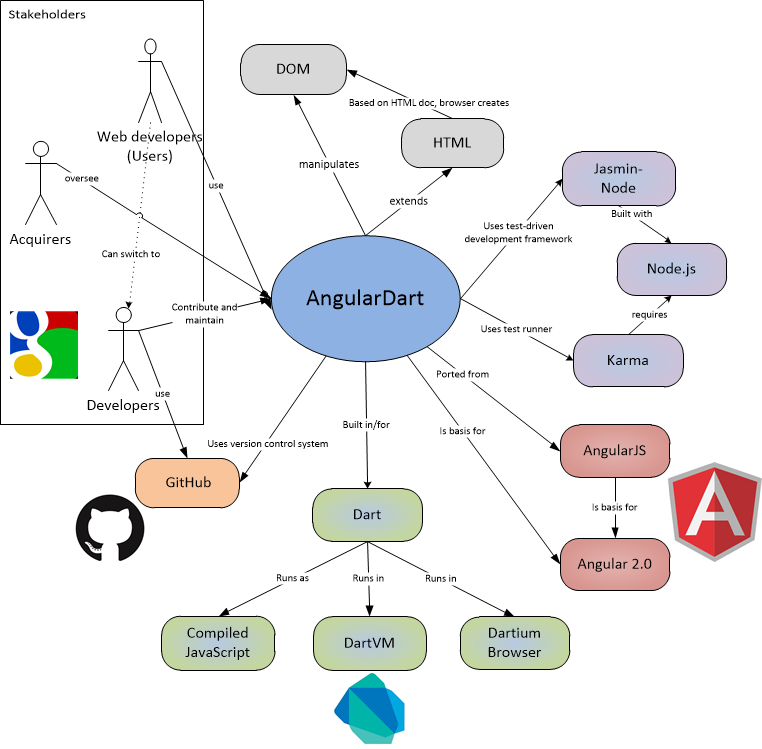 Stakeholders
Web developers
(Users)
oversee
use
Acquirers
Can switch to
Contribute and
maintain
Developers
use
DOM
Based on HTML doc, browser creates
HTML
manipulates
extends
AngularDart
Jasmin-
Node
Uses test-driven
development framework
Built with
Node.js
requires
Uses test runner
Karma
Ported from
Is basis for
AngularJS
Is basis for
Angular 2.0
Uses version control system
GitHub
Built in/for
Dart
Runs as
Runs in
Runs in
Compiled
JavaScript
DartVM
Dartium
Browser